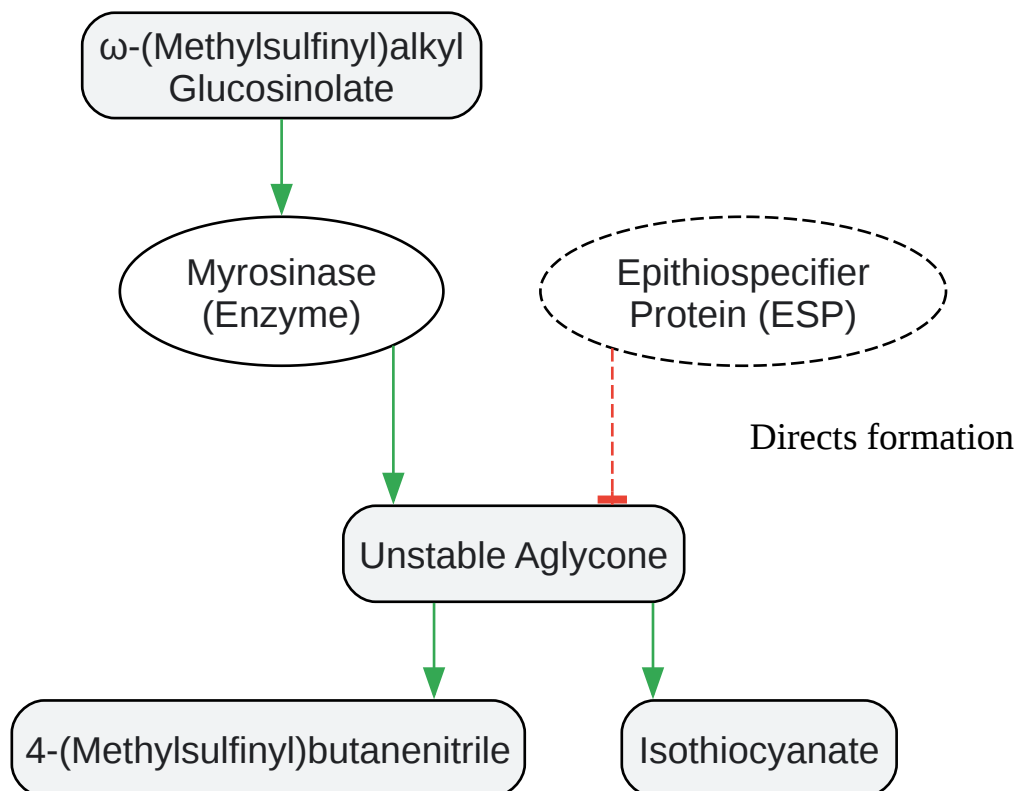 ω-(Methylsulfinyl)alkyl
Glucosinolate
Myrosinase
(Enzyme)
Epithiospecifier
Protein (ESP)
Directs formation
Unstable Aglycone
4-(Methylsulfinyl)butanenitrile
Isothiocyanate